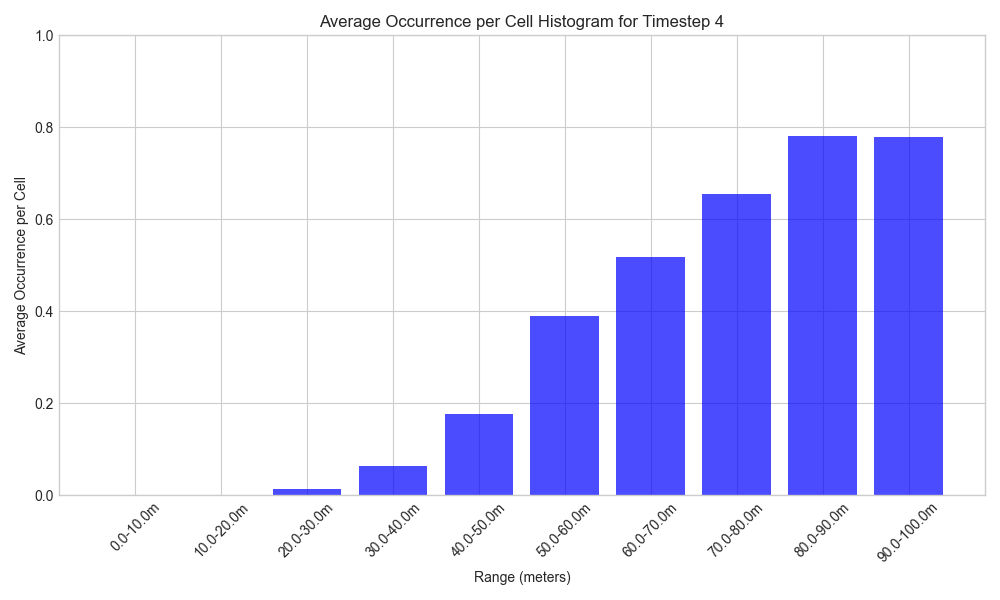 Average Occurrence per Cell Histogram for Timestep 4
Average Occurrence per Cell
1.0
0.8
0.6
0.4
0.2
0.0
0.0-10.0m
10.0-20.0m
20.0-30.0m
30.0-40.0m
40.0-50.0m
50.0-60.0m
60.0-70.0m
70.0-80.0m
80.0-90.0m
90.0-100.0m
Range (meters)